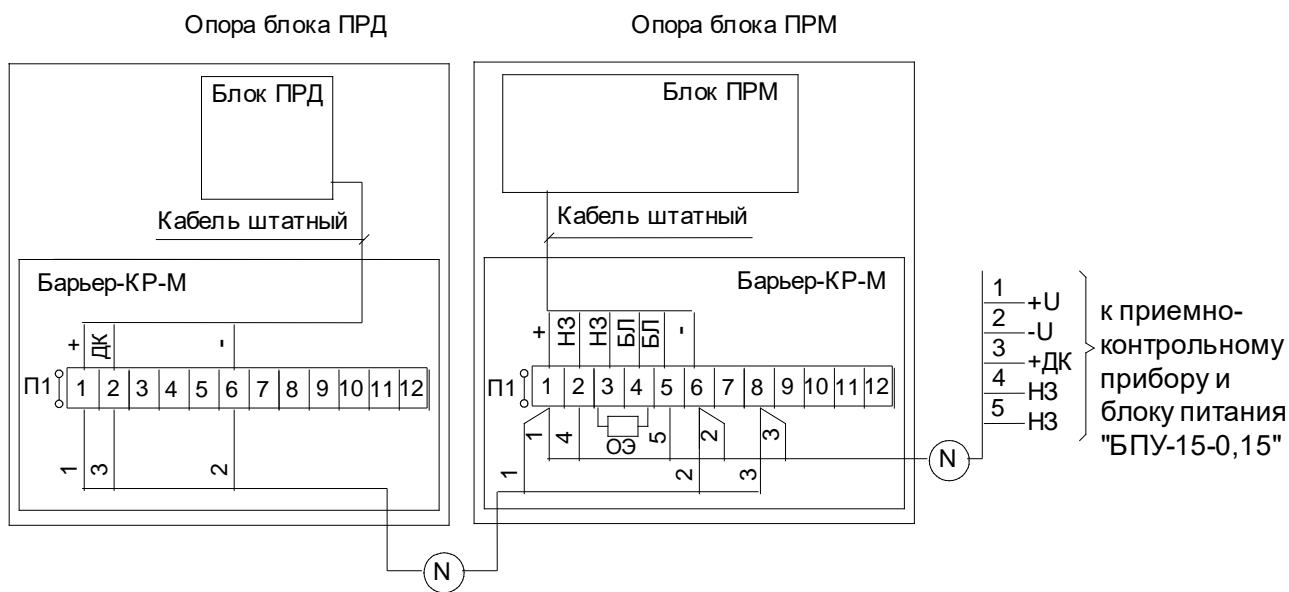 Опора блока ПРД
Опора блока ПРМ
Блок ПРД
Кабель штатный
Барьер-КР-М
+
ДК
-
П1
1 2 3 4 5 6 7 8 9 10 11 12
1
3
2
N
Блок ПРМ
Кабель штатный
Барьер-КР-М
+
НЗ
НЗ
БЛ
БЛ
-
П1
1 2 3 4 5 6 7 8 9 10 11 12
1
4
ОЭ
5
2
3
1
2
3
N
1 +U
2 -U
3 +ДК
4 НЗ
5 НЗ
к приемно-
контрольному
прибору и
блоку питания
"БПУ-15-0,15"